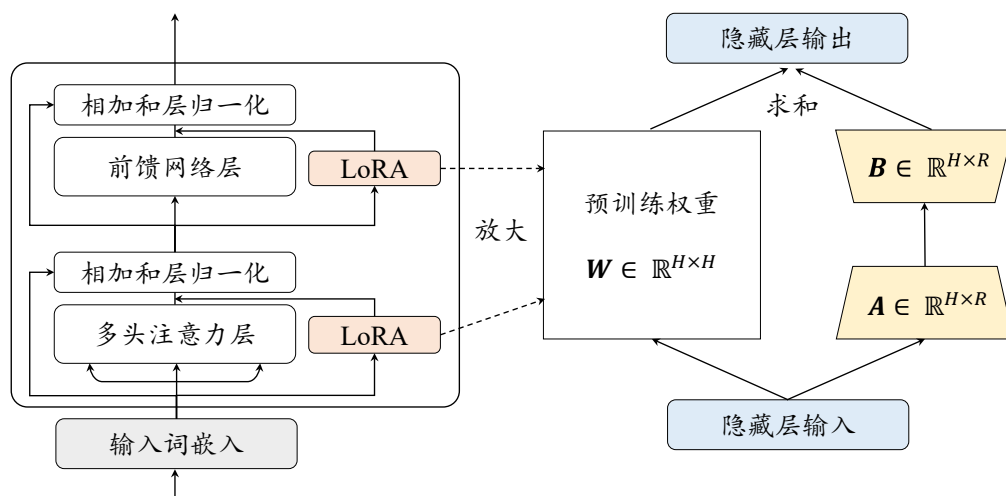 相加和层归一化
前馈网络层
LoRA
相加和层归一化
多头注意力层
LoRA
输入词嵌入
放大
隐藏层输出
求和
预训练权重
W ∈ ℝ^{H×H}
B ∈ ℝ^{H×R}
A ∈ ℝ^{H×R}
隐藏层输入